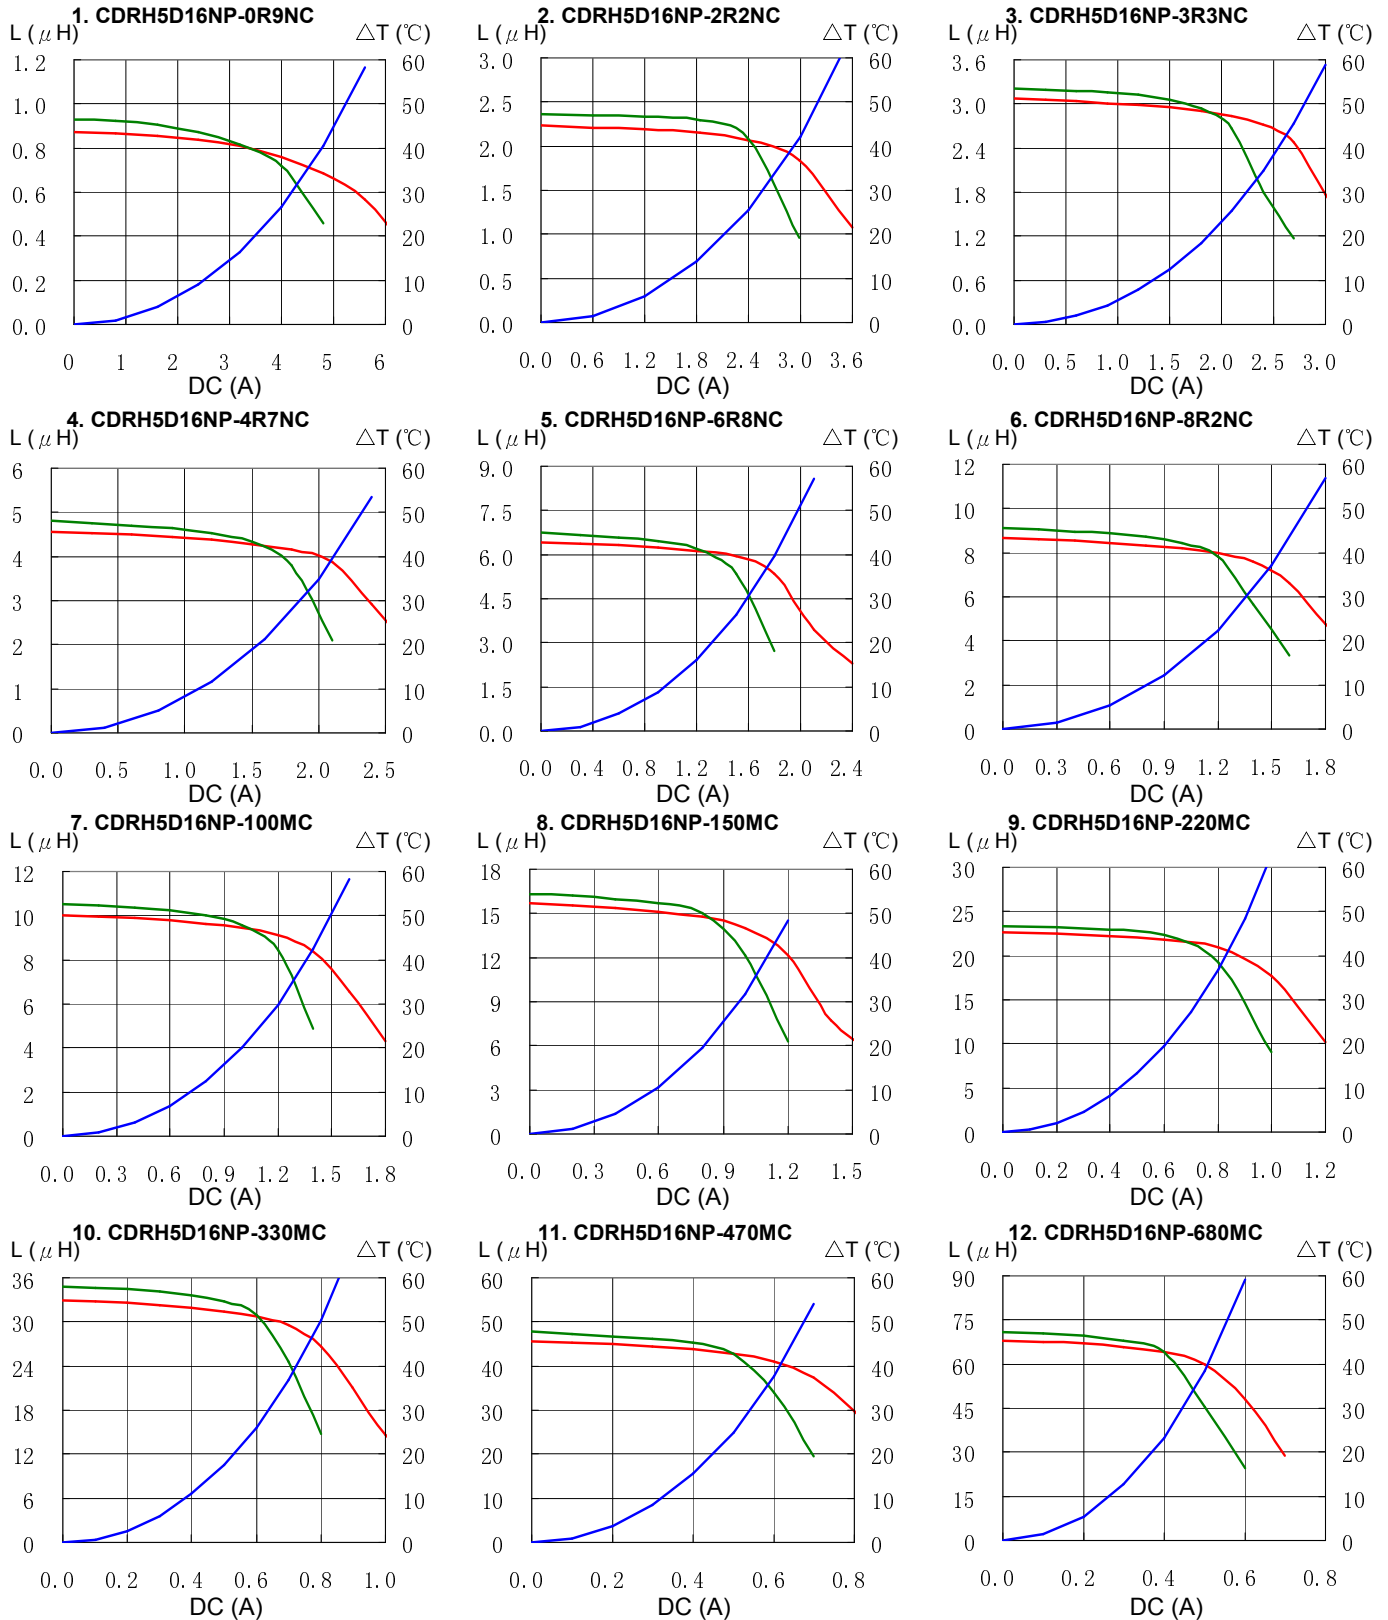 1. CDRH5D16NP-0R9NC
L (μH) △T (℃)
1.2 60
1.0 50
0.8 40
0.6 30
0.4 20
0.2 10
0.0 0
0 1 2 3 4 5 6
DC (A)
2. CDRH5D16NP-2R2NC
L (μH) △T (℃)
3.0 60
2.5 50
2.0 40
1.5 30
1.0 20
0.5 10
0.0 0
0.0 0.6 1.2 1.8 2.4 3.0 3.6
DC (A)
3. CDRH5D16NP-3R3NC
L (μH) △T (℃)
3.6 60
3.0 50
2.4 40
1.8 30
1.2 20
0.6 10
0.0 0
0.0 0.5 1.0 1.5 2.0 2.5 3.0
DC (A)
4. CDRH5D16NP-4R7NC
L (μH) △T (℃)
6 60
5 50
4 40
3 30
2 20
1 10
0 0
0.0 0.5 1.0 1.5 2.0 2.5
DC (A)
5. CDRH5D16NP-6R8NC
L (μH) △T (℃)
9.0 60
7.5 50
6.0 40
4.5 30
3.0 20
1.5 10
0.0 0
0.0 0.4 0.8 1.2 1.6 2.0 2.4
DC (A)
6. CDRH5D16NP-8R2NC
L (μH) △T (℃)
12 60
10 50
8 40
6 30
4 20
2 10
0 0
0.0 0.3 0.6 0.9 1.2 1.5 1.8
DC (A)
7. CDRH5D16NP-100MC
L (μH) △T (℃)
12 60
10 50
8 40
6 30
4 20
2 10
0 0
0.0 0.3 0.6 0.9 1.2 1.5 1.8
DC (A)
8. CDRH5D16NP-150MC
L (μH) △T (℃)
18 60
15 50
12 40
9 30
6 20
3 10
0 0
0.0 0.3 0.6 0.9 1.2 1.5
DC (A)
9. CDRH5D16NP-220MC
L (μH) △T (℃)
30 60
25 50
20 40
15 30
10 20
5 10
0 0
0.0 0.2 0.4 0.6 0.8 1.0 1.2
DC (A)
10. CDRH5D16NP-330MC
L (μH) △T (℃)
36 60
30 50
24 40
18 30
12 20
6 10
0 0
0.0 0.2 0.4 0.6 0.8 1.0
DC (A)
11. CDRH5D16NP-470MC
L (μH) △T (℃)
60 60
50 50
40 40
30 30
20 20
10 10
0 0
0.0 0.2 0.4 0.6 0.8
DC (A)
12. CDRH5D16NP-680MC
L (μH) △T (℃)
90 60
75 50
60 40
45 30
30 20
15 10
0 0
0.0 0.2 0.4 0.6 0.8
DC (A)